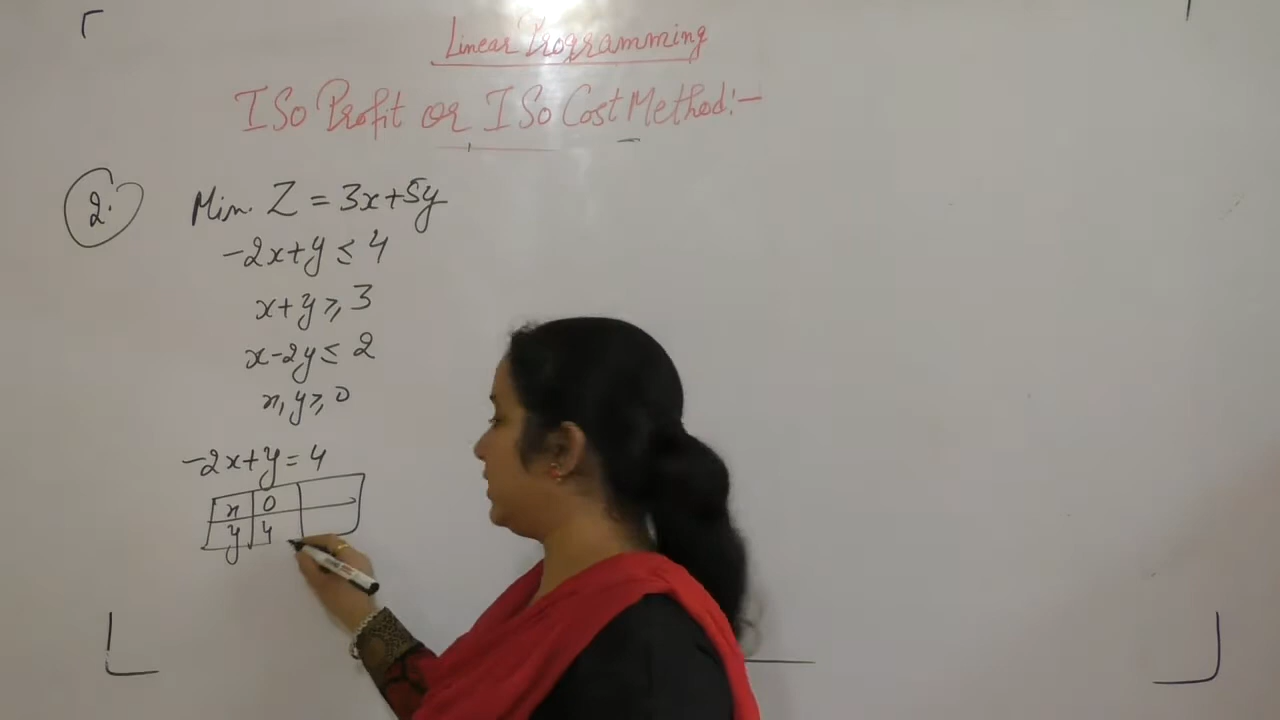 Linear Programming
ISo Profit or ISo Cost Method:-
2.
Min. Z = 3x+5y
-2x+y ≤ 4
x+y ≥ 3
x-2y ≤ 2
x, y ≥ 0
-2x+y = 4
x 0
y 4